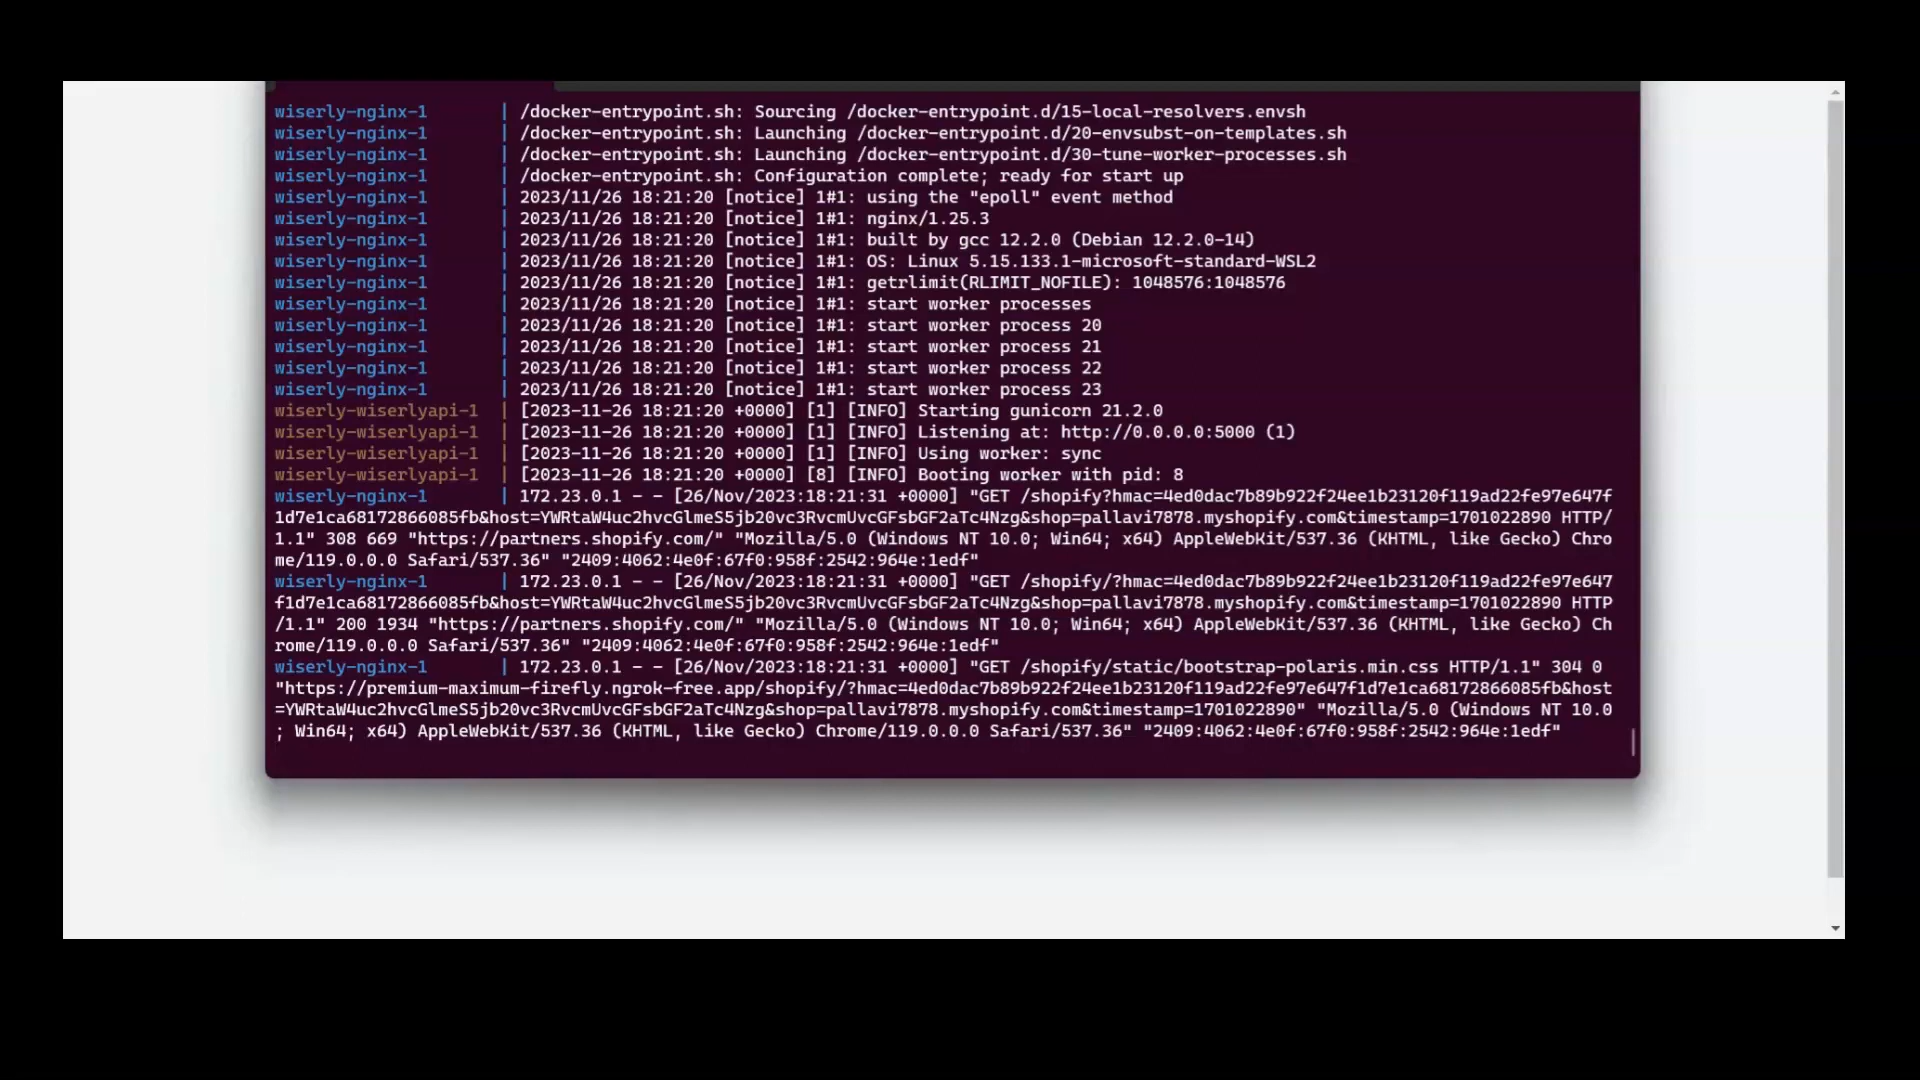 wiserly-nginx-1 | /docker-entrypoint.sh: Sourcing /docker-entrypoint.d/15-local-resolvers.envsh
wiserly-nginx-1 | /docker-entrypoint.sh: Launching /docker-entrypoint.d/20-envsubst-on-templates.sh
wiserly-nginx-1 | /docker-entrypoint.sh: Launching /docker-entrypoint.d/30-tune-worker-processes.sh
wiserly-nginx-1 | /docker-entrypoint.sh: Configuration complete; ready for start up
wiserly-nginx-1 | 2023/11/26 18:21:20 [notice] 1#1: using the "epoll" event method
wiserly-nginx-1 | 2023/11/26 18:21:20 [notice] 1#1: nginx/1.25.3
wiserly-nginx-1 | 2023/11/26 18:21:20 [notice] 1#1: built by gcc 12.2.0 (Debian 12.2.0-14)
wiserly-nginx-1 | 2023/11/26 18:21:20 [notice] 1#1: OS: Linux 5.15.133.1-microsoft-standard-WSL2
wiserly-nginx-1 | 2023/11/26 18:21:20 [notice] 1#1: getrlimit(RLIMIT_NOFILE): 1048576:1048576
wiserly-nginx-1 | 2023/11/26 18:21:20 [notice] 1#1: start worker processes
wiserly-nginx-1 | 2023/11/26 18:21:20 [notice] 1#1: start worker process 20
wiserly-nginx-1 | 2023/11/26 18:21:20 [notice] 1#1: start worker process 21
wiserly-nginx-1 | 2023/11/26 18:21:20 [notice] 1#1: start worker process 22
wiserly-nginx-1 | 2023/11/26 18:21:20 [notice] 1#1: start worker process 23
wiserly-wiserlyapi-1 | [2023-11-26 18:21:20 +0000] [1] [INFO] Starting gunicorn 21.2.0
wiserly-wiserlyapi-1 | [2023-11-26 18:21:20 +0000] [1] [INFO] Listening at: http://0.0.0.0:5000 (1)
wiserly-wiserlyapi-1 | [2023-11-26 18:21:20 +0000] [1] [INFO] Using worker: sync
wiserly-wiserlyapi-1 | [2023-11-26 18:21:20 +0000] [8] [INFO] Booting worker with pid: 8
wiserly-nginx-1 | 172.23.0.1 - - [26/Nov/2023:18:21:31 +0000] "GET /shopify?hmac=4ed0dac7b89b922f24ee1b23120f119ad22fe97e647f
1d7e1ca68172866085fb&host=YWRtaW4uc2hvcGlmeS5jb20vc3RvcmUvcGFsbGF2aTc4Nzg&shop=pallavi7878.myshopify.com&timestamp=1701022890 HTTP/
1.1" 308 669 "https://partners.shopify.com/" "Mozilla/5.0 (Windows NT 10.0; Win64; x64) AppleWebKit/537.36 (KHTML, like Gecko) Chro
me/119.0.0.0 Safari/537.36" "2409:4062:4e0f:67f0:958f:2542:964e:1edf"
wiserly-nginx-1 | 172.23.0.1 - - [26/Nov/2023:18:21:31 +0000] "GET /shopify/?hmac=4ed0dac7b89b922f24ee1b23120f119ad22fe97e647
f1d7e1ca68172866085fb&host=YWRtaW4uc2hvcGlmeS5jb20vc3RvcmUvcGFsbGF2aTc4Nzg&shop=pallavi7878.myshopify.com&timestamp=1701022890 HTTP
/1.1" 200 1934 "https://partners.shopify.com/" "Mozilla/5.0 (Windows NT 10.0; Win64; x64) AppleWebKit/537.36 (KHTML, like Gecko) Ch
rome/119.0.0.0 Safari/537.36" "2409:4062:4e0f:67f0:958f:2542:964e:1edf"
wiserly-nginx-1 | 172.23.0.1 - - [26/Nov/2023:18:21:31 +0000] "GET /shopify/static/bootstrap-polaris.min.css HTTP/1.1" 304 0
"https://premium-maximum-firefly.ngrok-free.app/shopify/?hmac=4ed0dac7b89b922f24ee1b23120f119ad22fe97e647f1d7e1ca68172866085fb&host
=YWRtaW4uc2hvcGlmeS5jb20vc3RvcmUvcGFsbGF2aTc4Nzg&shop=pallavi7878.myshopify.com&timestamp=1701022890" "Mozilla/5.0 (Windows NT 10.0
; Win64; x64) AppleWebKit/537.36 (KHTML, like Gecko) Chrome/119.0.0.0 Safari/537.36" "2409:4062:4e0f:67f0:958f:2542:964e:1edf"